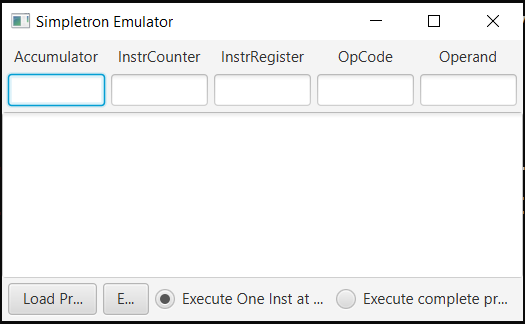 Simpletron Emulator
Accumulator InstrCounter InstrRegister OpCode Operand
Load Pr... E... Execute One Inst at ... Execute complete pr...